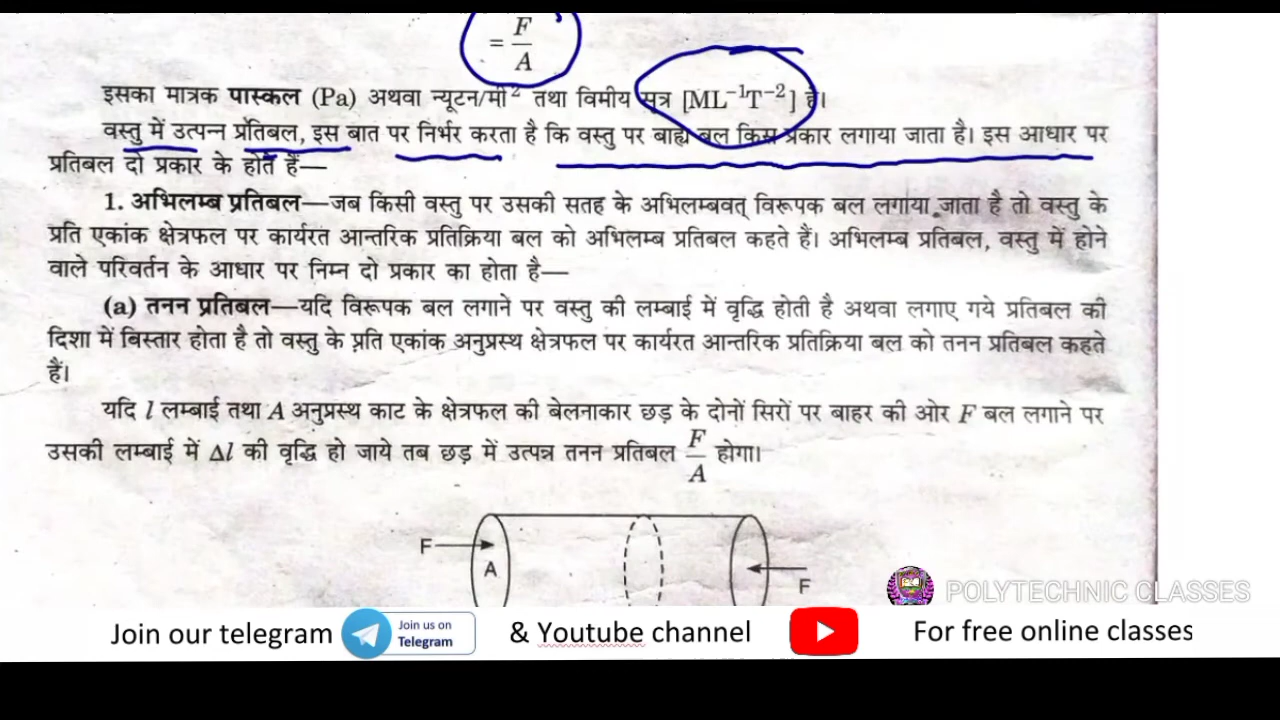 = F/A
इसका मात्रक पास्कल (Pa) अथवा न्यूटन/मी² तथा विमीय सूत्र [ML⁻¹T⁻²] है।
वस्तु में उत्पन्न प्रतिबल, इस बात पर निर्भर करता है कि वस्तु पर बाह्य बल किस प्रकार लगाया जाता है। इस आधार पर
प्रतिबल दो प्रकार के होते हैं—
1. अभिलम्ब प्रतिबल—जब किसी वस्तु पर उसकी सतह के अभिलम्बवत् विरूपक बल लगाया जाता है तो वस्तु के
प्रति एकांक क्षेत्रफल पर कार्यरत आन्तरिक प्रतिक्रिया बल को अभिलम्ब प्रतिबल कहते हैं। अभिलम्ब प्रतिबल, वस्तु में होने
वाले परिवर्तन के आधार पर निम्न दो प्रकार का होता है—
(a) तनन प्रतिबल—यदि विरूपक बल लगाने पर वस्तु की लम्बाई में वृद्धि होती है अथवा लगाए गये प्रतिबल की
दिशा में बिस्तार होता है तो वस्तु के प्रति एकांक अनुप्रस्थ क्षेत्रफल पर कार्यरत आन्तरिक प्रतिक्रिया बल को तनन प्रतिबल कहते
हैं।
यदि l लम्बाई तथा A अनुप्रस्थ काट के क्षेत्रफल की बेलनाकार छड़ के दोनों सिरों पर बाहर की ओर F बल लगाने पर
उसकी लम्बाई में Δl की वृद्धि हो जाये तब छड़ में उत्पन्न तनन प्रतिबल F/A होगा।
F
A
F
POLYTECHNIC CLASSES
Join our telegram Join us on Telegram & Youtube channel For free online classes